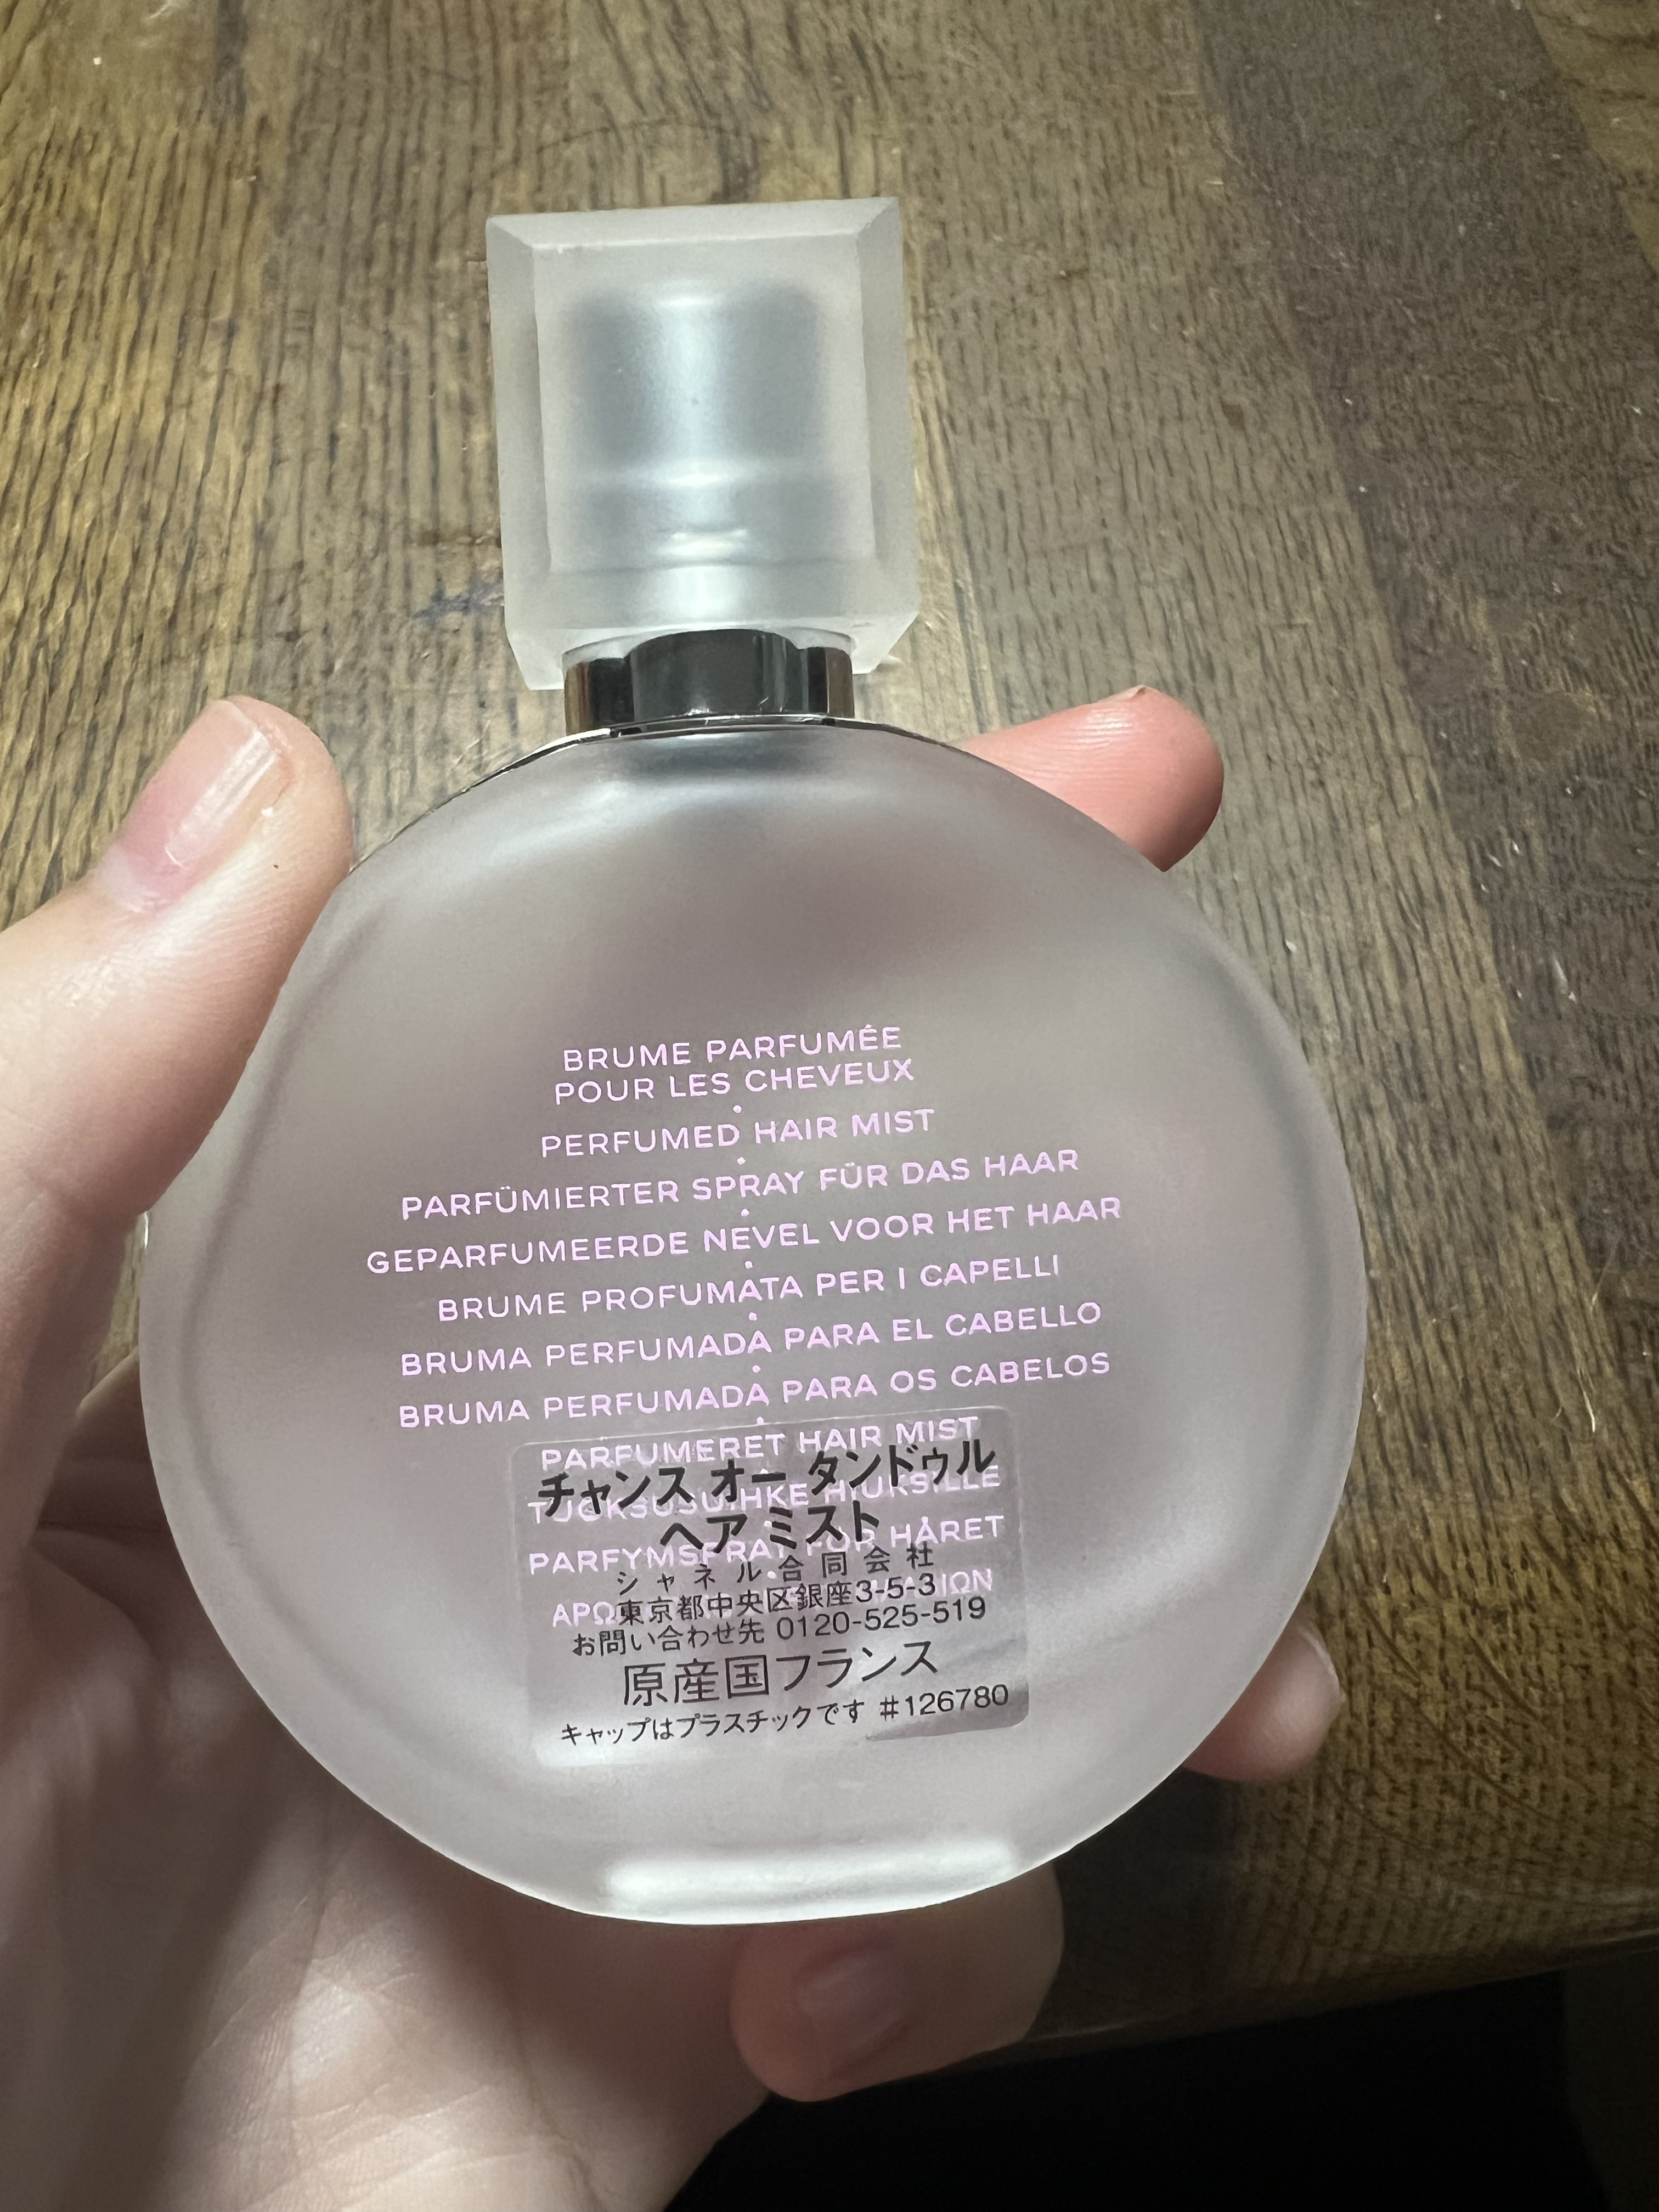 BRUME PARFUMÉE
POUR LES CHEVEUX
PERFUMED HAIR MIST
PARFÜMIERTER SPRAY FÜR DAS HAAR
GEPARFUMEERDE NEVEL VOOR HET HAAR
BRUME PROFUMATA PER I CAPELLI
BRUMA PERFUMADA PARA EL CABELLO
BRUMA PERFUMADA PARA OS CABELOS
PARFUMERET HAIR MIST
チャンス オー タンドゥル
TUOKSUSUIHKE HIUKSILLE
ヘア ミスト
PARFYMSPRAY FÖR HÅRET
シャネル合同会社
東京都中央区銀座3-5-3
お問い合わせ先 0120-525-519
原産国フランス
キャップはプラスチックです #126780